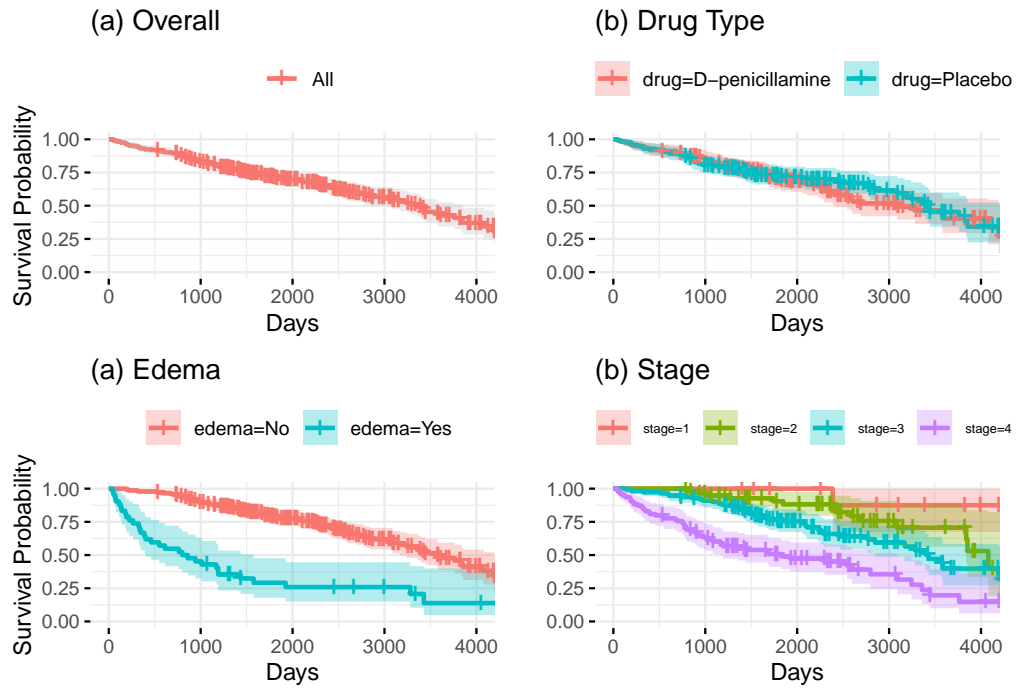 (a) Overall
All
Survival Probability
1.00
0.75
0.50
0.25
0.00
0
1000
2000
3000
4000
Days
(b) Drug Type
drug=D−penicillamine
drug=Placebo
1.00
0.75
0.50
0.25
0.00
0
1000
2000
3000
4000
Days
(a) Edema
edema=No
edema=Yes
Survival Probability
1.00
0.75
0.50
0.25
0.00
0
1000
2000
3000
4000
Days
(b) Stage
stage=1
stage=2
stage=3
stage=4
1.00
0.75
0.50
0.25
0.00
0
1000
2000
3000
4000
Days